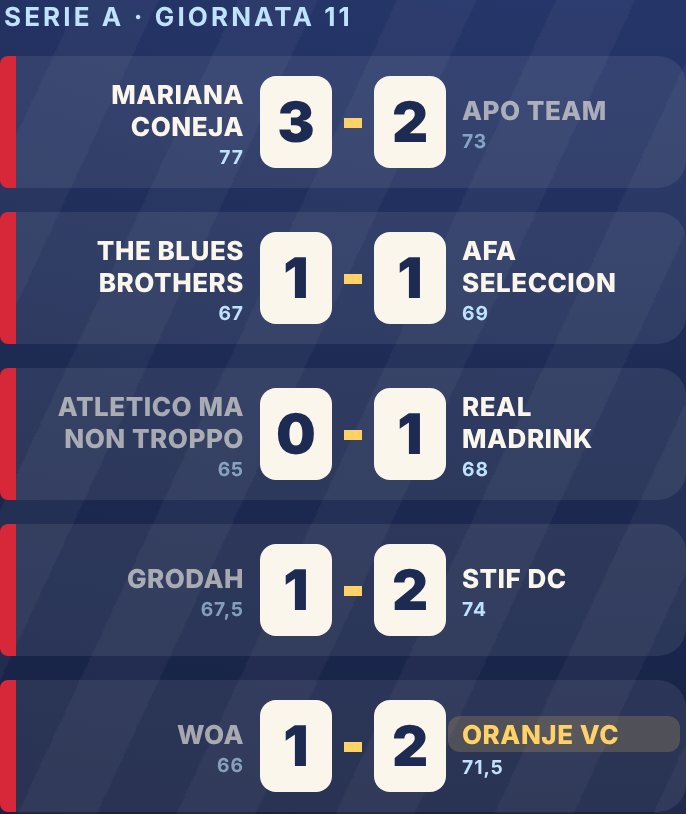 SERIE A · GIORNATA 11
MARIANA
CONEJA
77
3 - 2
APO TEAM
73
THE BLUES
BROTHERS
67
1 - 1
AFA
SELECCION
69
ATLETICO MA
NON TROPPO
65
0 - 1
REAL
MADRINK
68
GRODAH
67,5
1 - 2
STIF DC
74
WOA
66
1 - 2
ORANJE VC
71,5